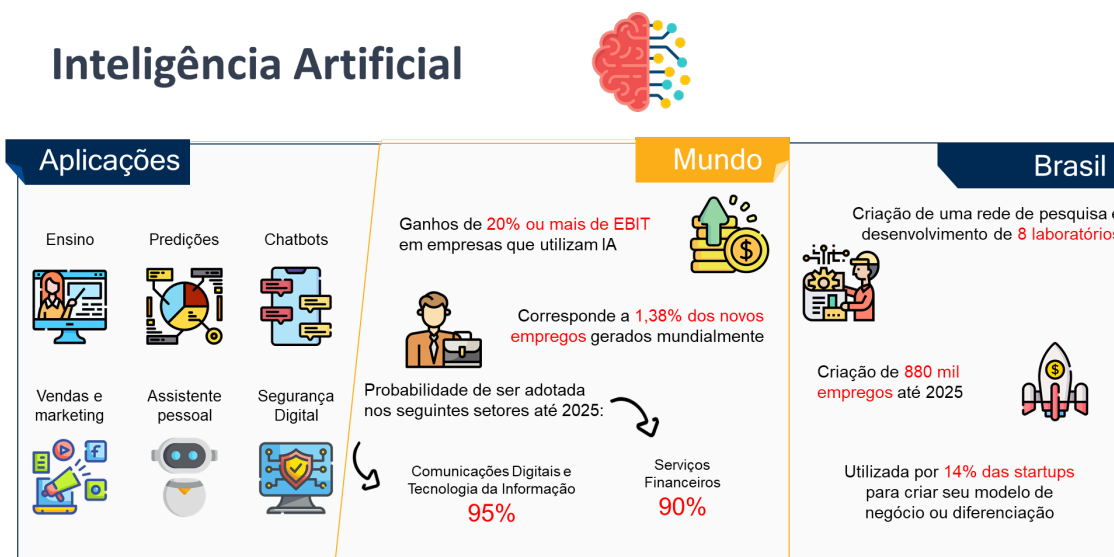 Inteligência Artificial
Aplicações
Ensino
Predições
Chatbots
Vendas e
marketing
Assistente
pessoal
Segurança
Digital
Mundo
Ganhos de 20% ou mais de EBIT
em empresas que utilizam IA
Corresponde a 1,38% dos novos
empregos gerados mundialmente
Probabilidade de ser adotada
nos seguintes setores até 2025:
Comunicações Digitais e
Tecnologia da Informação
95%
Serviços
Financeiros
90%
Brasil
Criação de uma rede de pesquisa e
desenvolvimento de 8 laboratórios
Criação de 880 mil
empregos até 2025
Utilizada por 14% das startups
para criar seu modelo de
negócio ou diferenciação